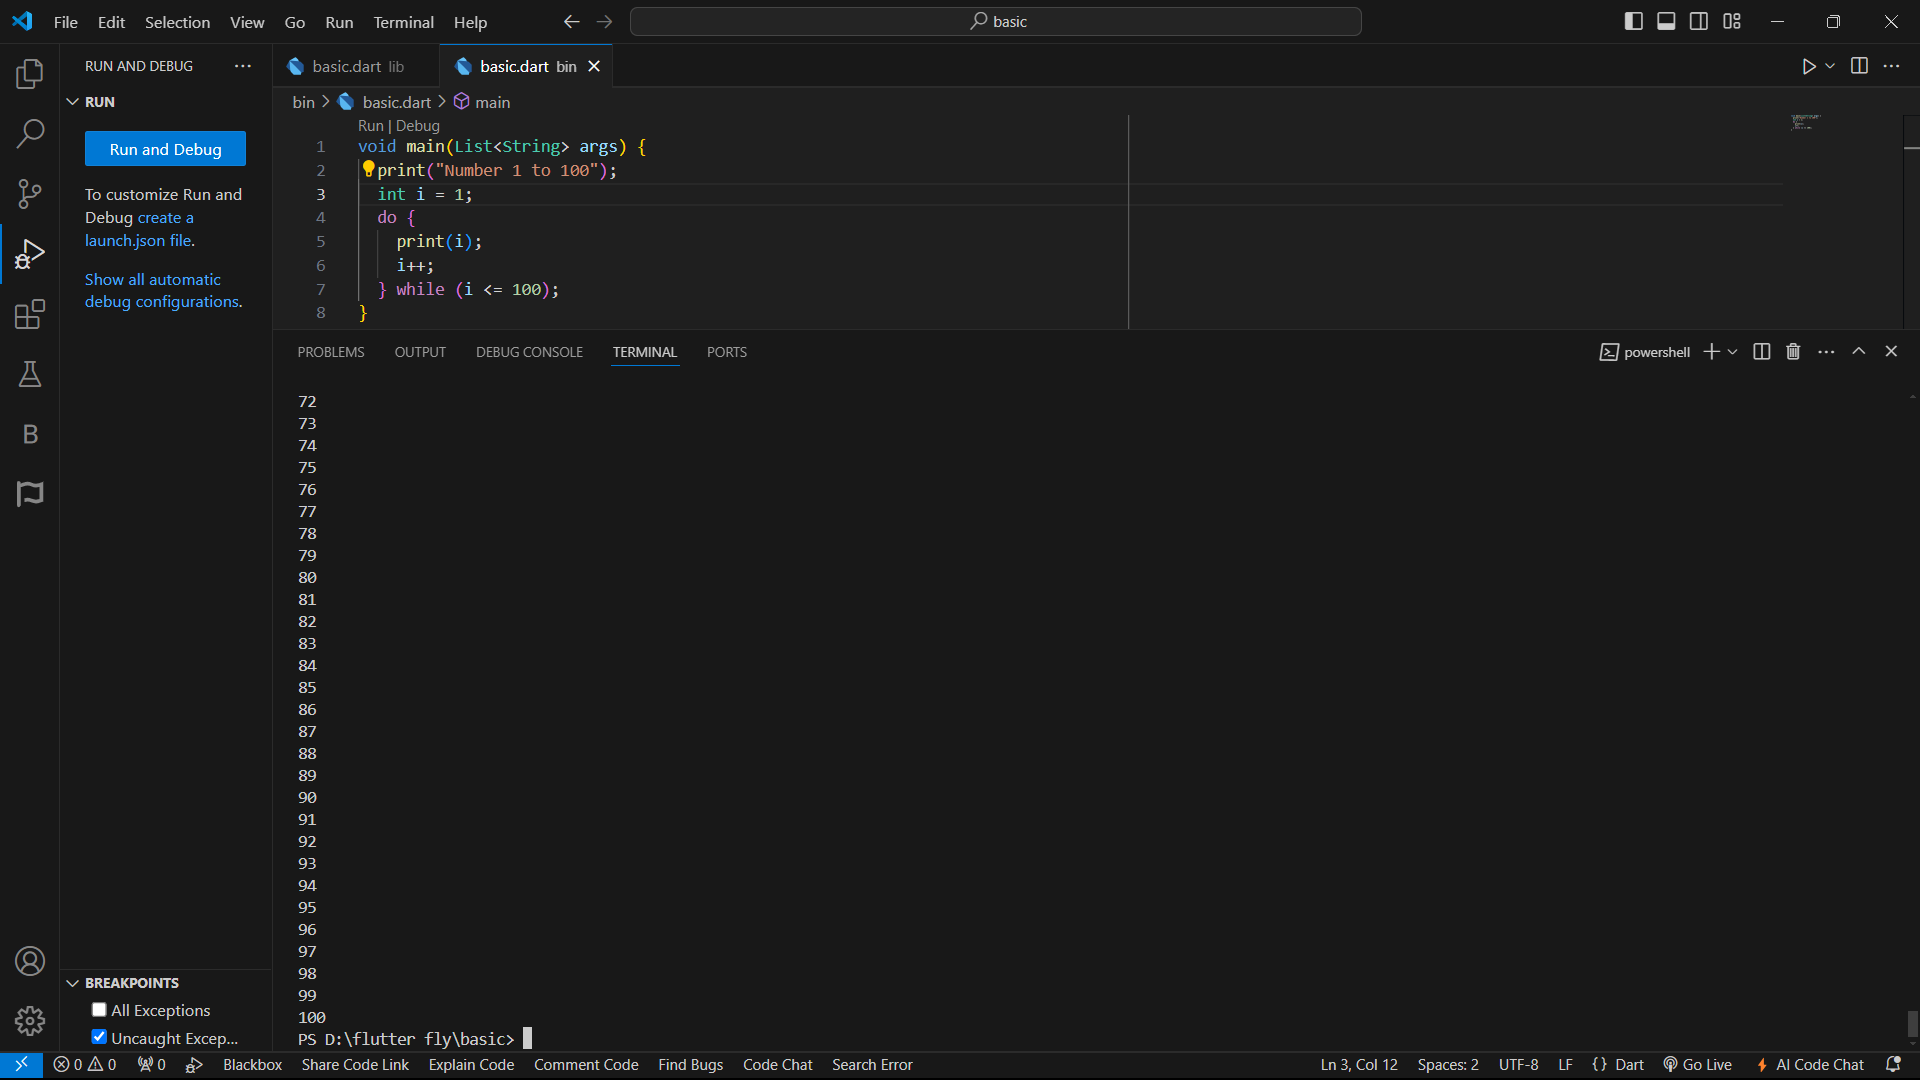 File Edit Selection View Go Run Terminal Help
basic
RUN AND DEBUG
RUN
Run and Debug
To customize Run and
Debug create a
launch.json file.
Show all automatic
debug configurations.
BREAKPOINTS
All Exceptions
Uncaught Excep...
basic.dart lib
basic.dart bin
bin > basic.dart > main
Run | Debug
1 void main(List<String> args) {
2 print("Number 1 to 100");
3 int i = 1;
4 do {
5 print(i);
6 i++;
7 } while (i <= 100);
8 }
PROBLEMS OUTPUT DEBUG CONSOLE TERMINAL PORTS
powershell
72
73
74
75
76
77
78
79
80
81
82
83
84
85
86
87
88
89
90
91
92
93
94
95
96
97
98
99
100
PS D:\flutter fly\basic>
0 0 0 Blackbox Share Code Link Explain Code Comment Code Find Bugs Code Chat Search Error
Ln 3, Col 12 Spaces: 2 UTF-8 LF {} Dart Go Live AI Code Chat